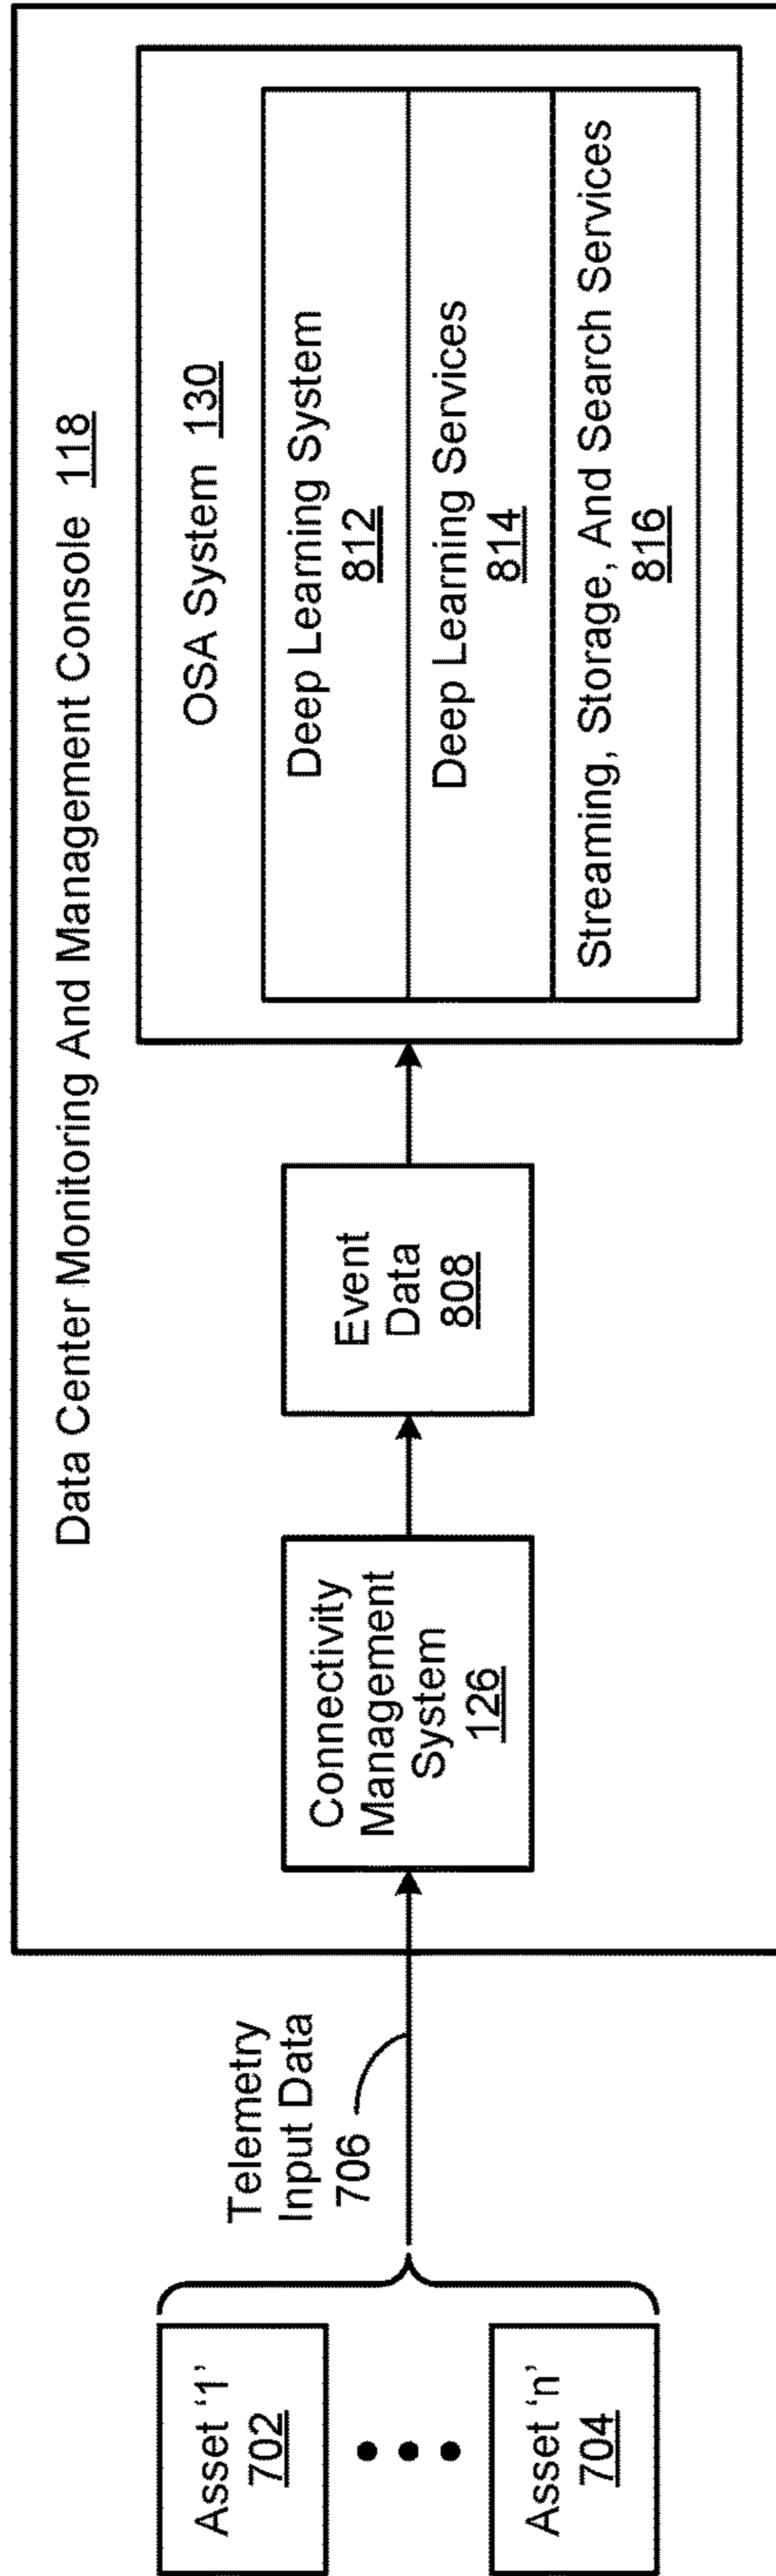 Data Center Monitoring And Management Console 118
Asset ‘1’
702
Asset ‘n’
704
Telemetry
Input Data
706
Connectivity
Management
System
126
Event
Data
808
OSA System 130
Deep Learning System
812
Deep Learning Services
814
Streaming, Storage, And Search Services
816